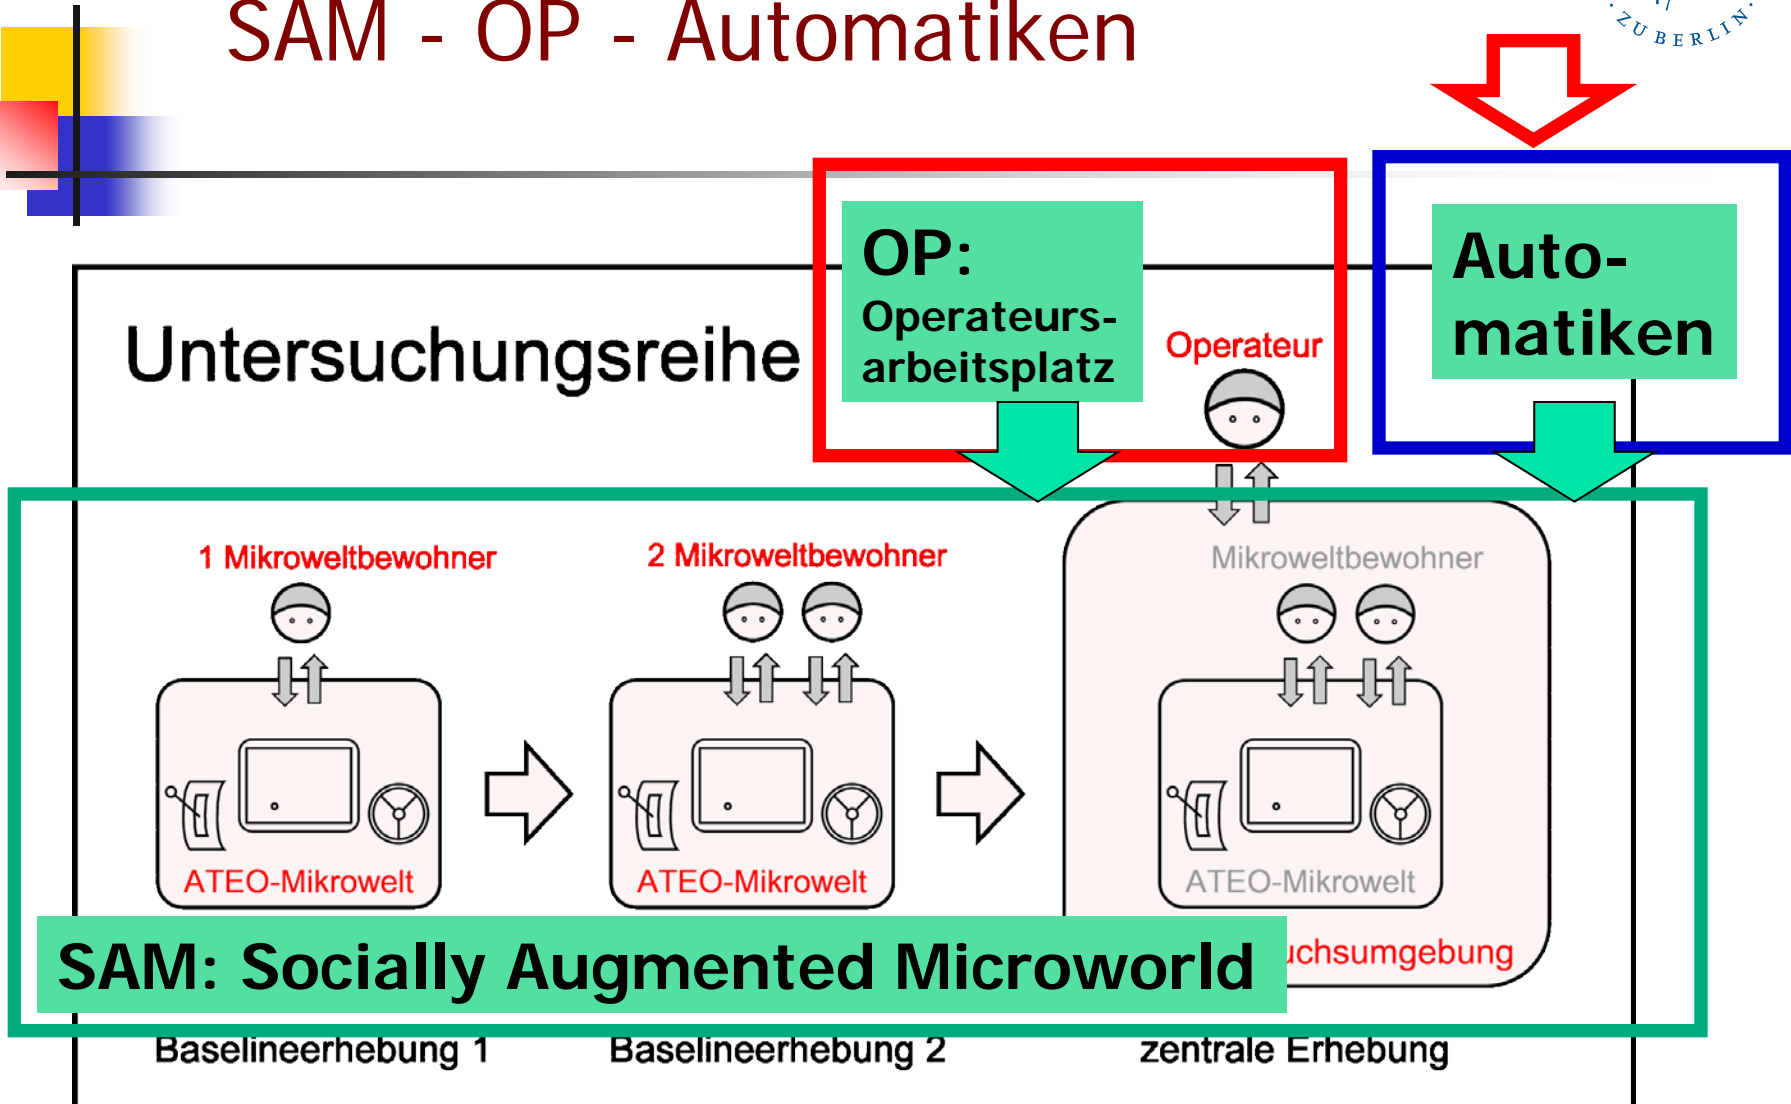 SAM - OP - Automatiken
ZU BERLIN
OP:
Operateurs-
arbeitsplatz
Auto-
matiken
Untersuchungsreihe
Operateur
1 Mikroweltbewohner
2 Mikroweltbewohner
Mikroweltbewohner
ATEO-Mikrowelt
ATEO-Mikrowelt
ATEO-Mikrowelt
SAM: Socially Augmented Microworld
uchsumgebung
Baselineerhebung 1
Baselineerhebung 2
zentrale Erhebung